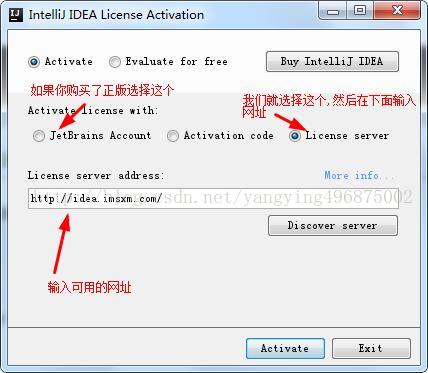 IntelliJ IDEA License Activation
Activate
Evaluate for free
Buy IntelliJ IDEA
如果你购买了正版选择这个
我们就选择这个,然后在下面输入
网址
Activate license with:
JetBrains Account
Activation code
License server
License server address:
More info...
http://blog.csdn.net/yangying496875002
http://idea.imsxm.com/
Discover server
输入可用的网址
Activate
Exit